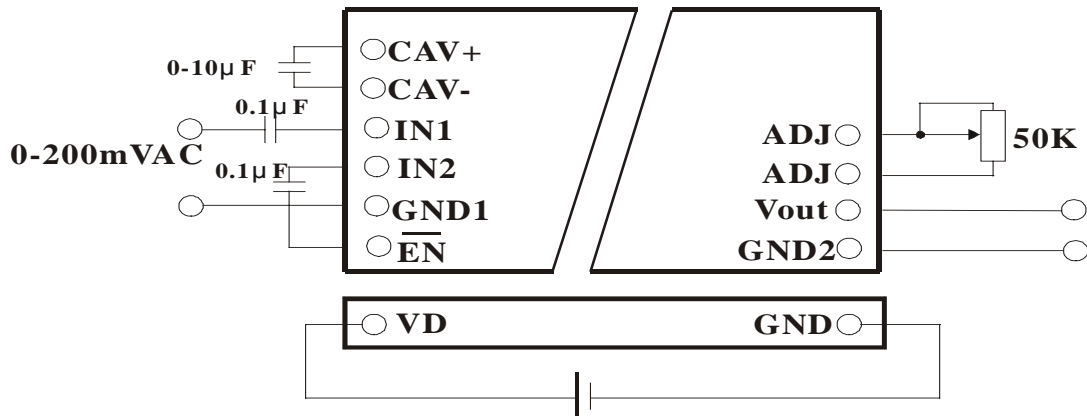 CAV+
0-10μF
CAV-
0.1μF
IN1
0-200mVAC
0.1μF
IN2
GND1
EN
ADJ
50K
ADJ
Vout
GND2
VD
GND